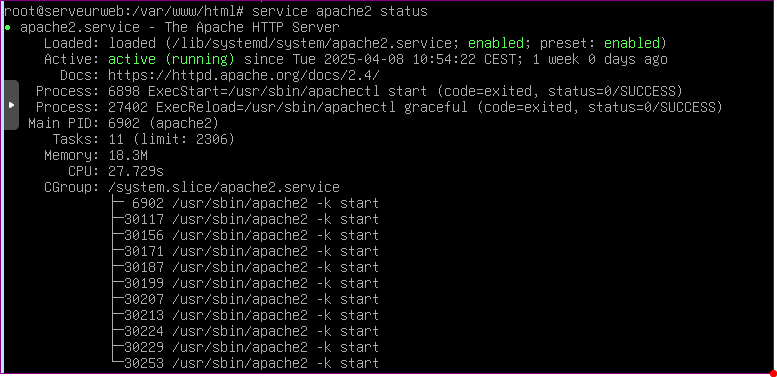 root@serveurweb:/var/www/html# service apache2 status
● apache2.service - The Apache HTTP Server
     Loaded: loaded (/lib/systemd/system/apache2.service; enabled; preset: enabled)
     Active: active (running) since Tue 2025-04-08 10:54:22 CEST; 1 week 0 days ago
       Docs: https://httpd.apache.org/docs/2.4/
    Process: 6898 ExecStart=/usr/sbin/apachectl start (code=exited, status=0/SUCCESS)
    Process: 27402 ExecReload=/usr/sbin/apachectl graceful (code=exited, status=0/SUCCESS)
   Main PID: 6902 (apache2)
      Tasks: 11 (limit: 2306)
     Memory: 18.3M
        CPU: 27.729s
     CGroup: /system.slice/apache2.service
             ├─ 6902 /usr/sbin/apache2 -k start
             ├─30117 /usr/sbin/apache2 -k start
             ├─30156 /usr/sbin/apache2 -k start
             ├─30171 /usr/sbin/apache2 -k start
             ├─30187 /usr/sbin/apache2 -k start
             ├─30199 /usr/sbin/apache2 -k start
             ├─30207 /usr/sbin/apache2 -k start
             ├─30213 /usr/sbin/apache2 -k start
             ├─30224 /usr/sbin/apache2 -k start
             ├─30229 /usr/sbin/apache2 -k start
             └─30253 /usr/sbin/apache2 -k start